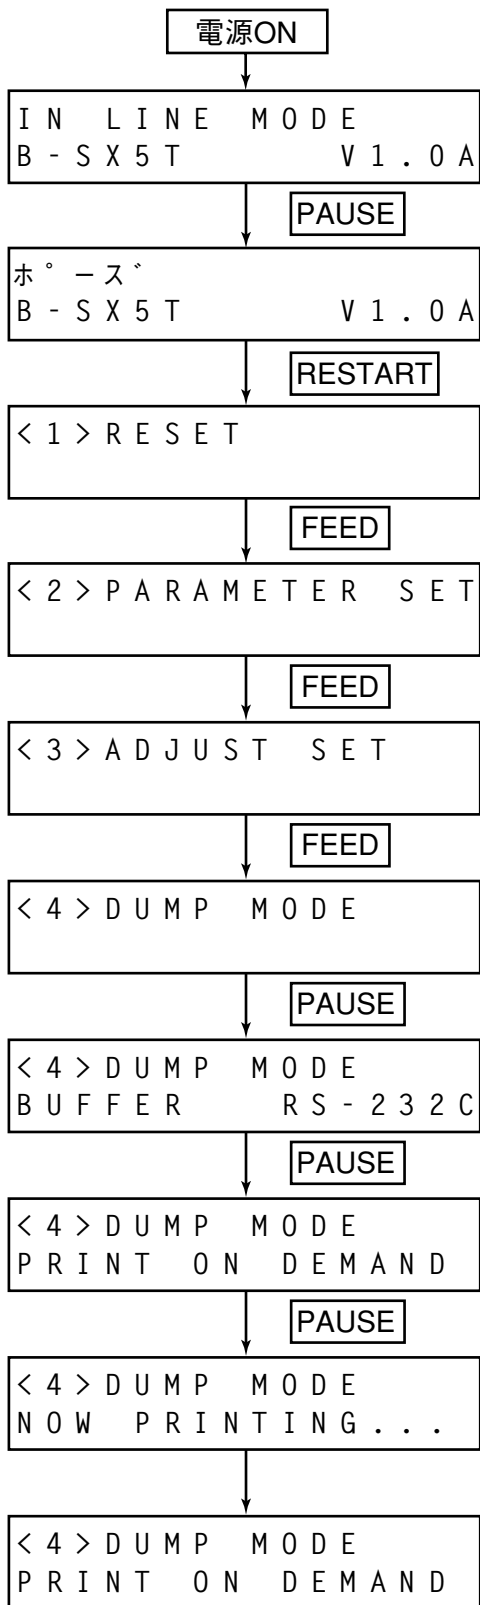 電源ON
IN LINE MODE
B-SX5T V1.0A
PAUSE
ホ゜ーズ
B-SX5T V1.0A
RESTART
<1>RESET
FEED
<2>PARAMETER SET
FEED
<3>ADJUST SET
FEED
<4>DUMP MODE
PAUSE
<4>DUMP MODE
BUFFER RS-232C
PAUSE
<4>DUMP MODE
PRINT ON DEMAND
PAUSE
<4>DUMP MODE
NOW PRINTING...
<4>DUMP MODE
PRINT ON DEMAND